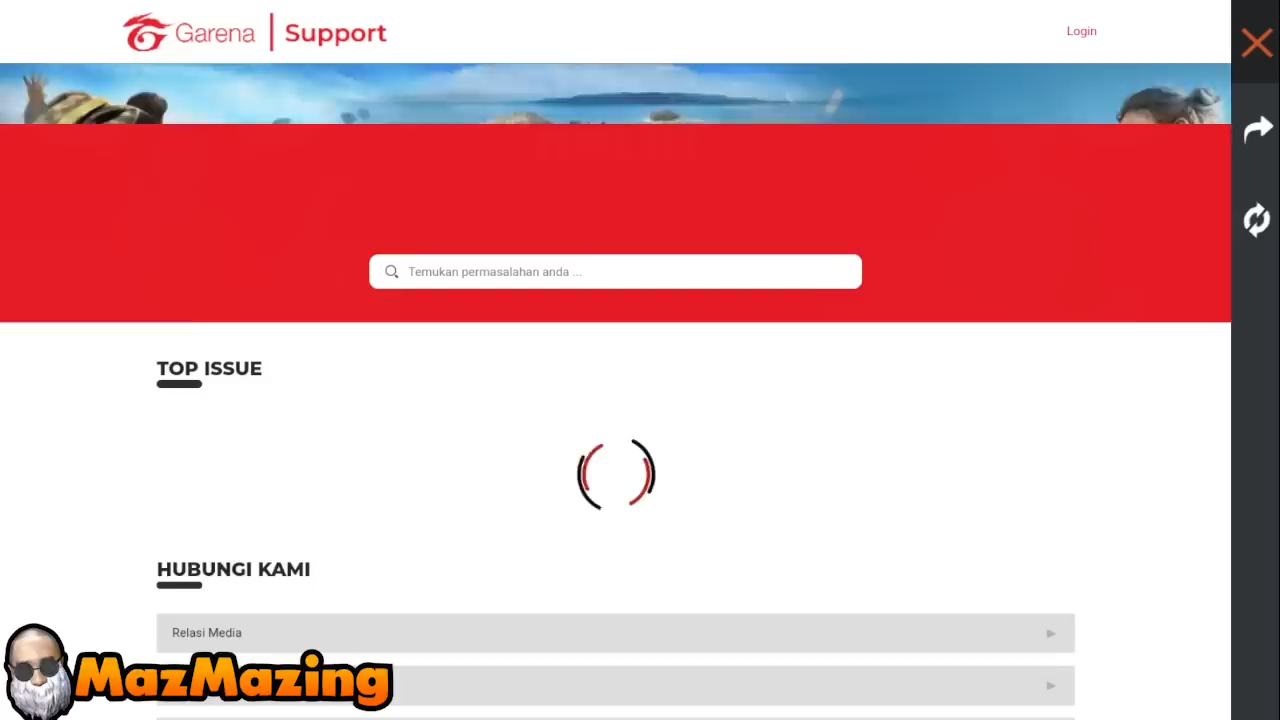 Garena | Support
Login
Temukan permasalahan anda ...
TOP ISSUE
HUBUNGI KAMI
Relasi Media
MazMazing